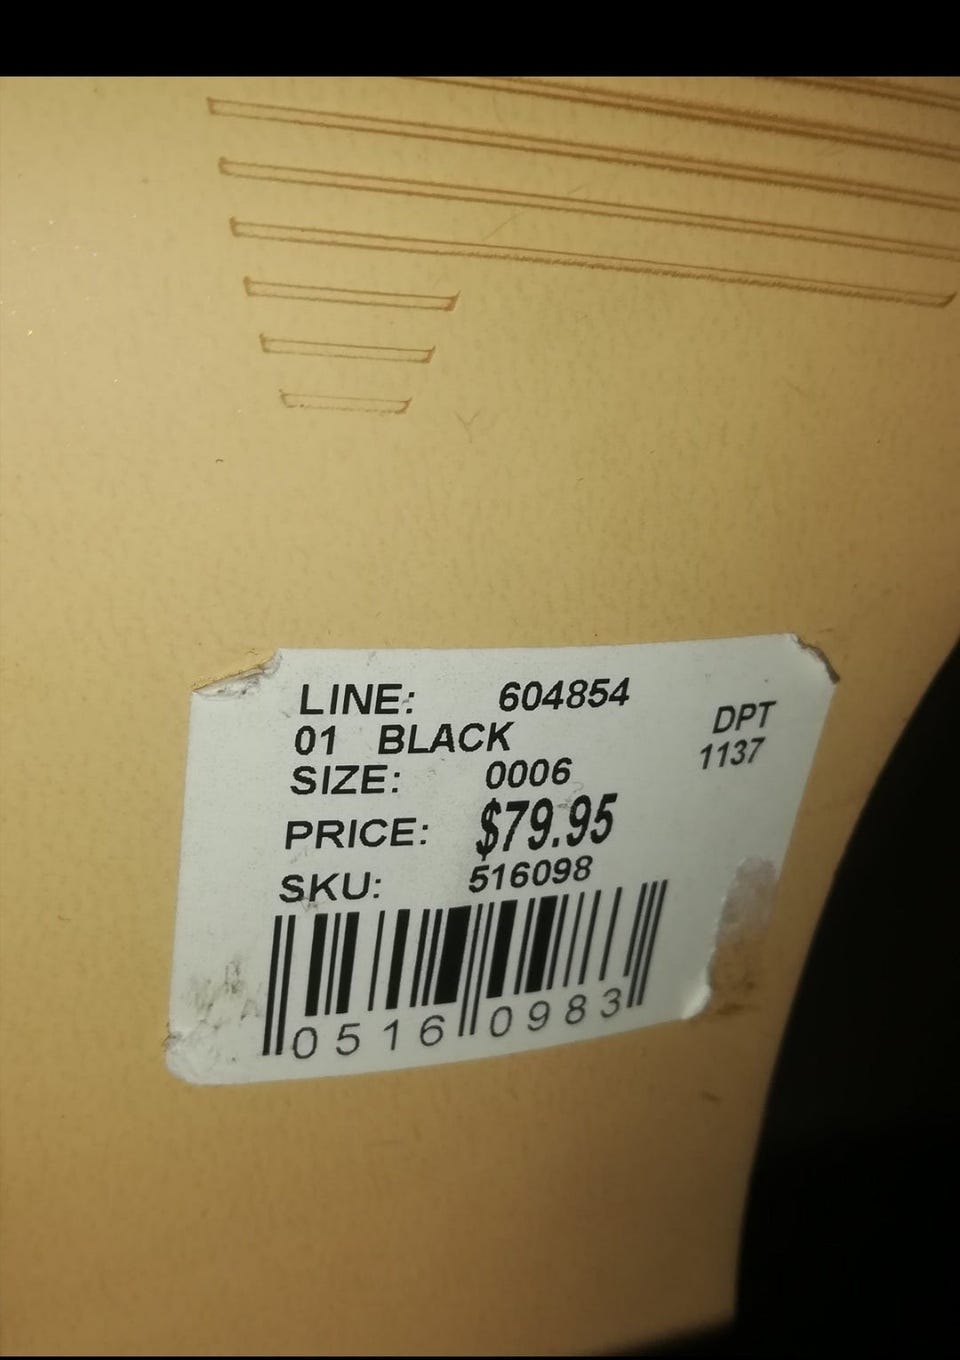 LINE: 604854
01 BLACK
DPT
1137
SIZE: 0006
PRICE: $79.95
SKU: 516098
0516 0983